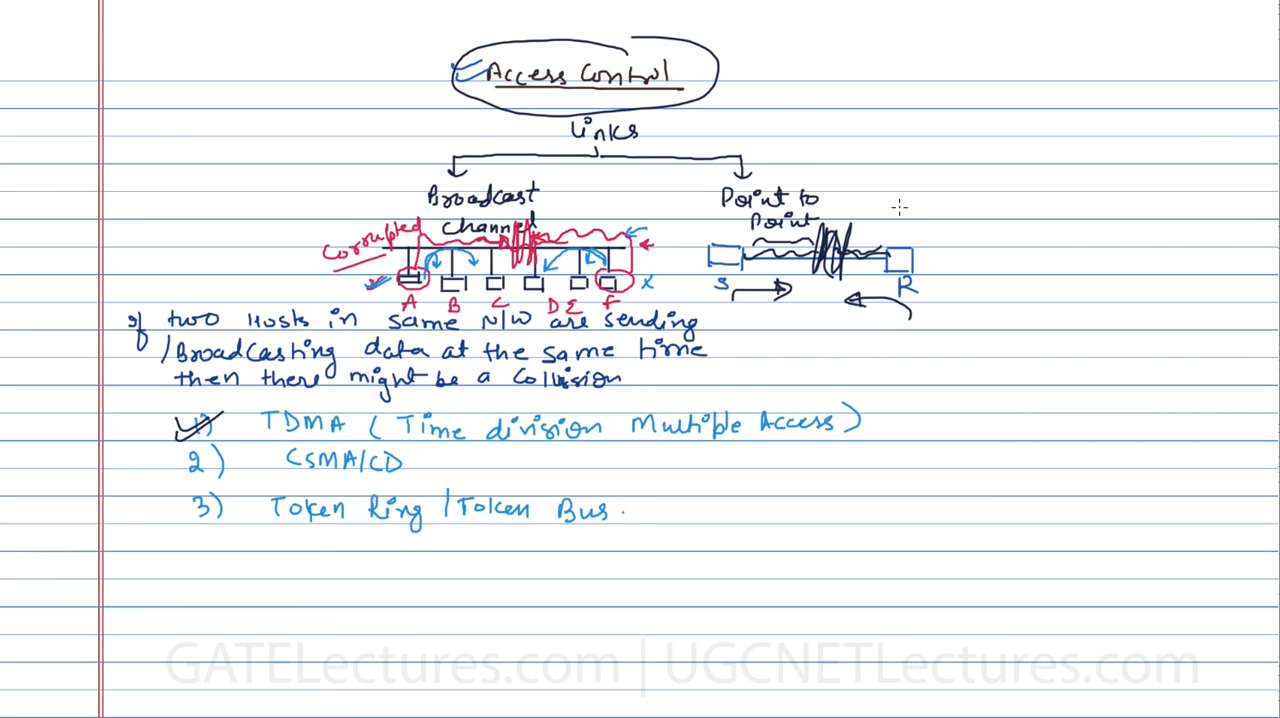 Access Control
Links
Broadcast channel
Point to Point
Corrupted
A B C D E F
X
S R
If two Hosts in same N/W are sending
/Broadcasting data at the same time
then there might be a Collision
1) TDMA ( Time division Multiple Access )
2) CSMA/CD
3) Token Ring / Token Bus.
GATELectures.com | UGCNETLectures.com